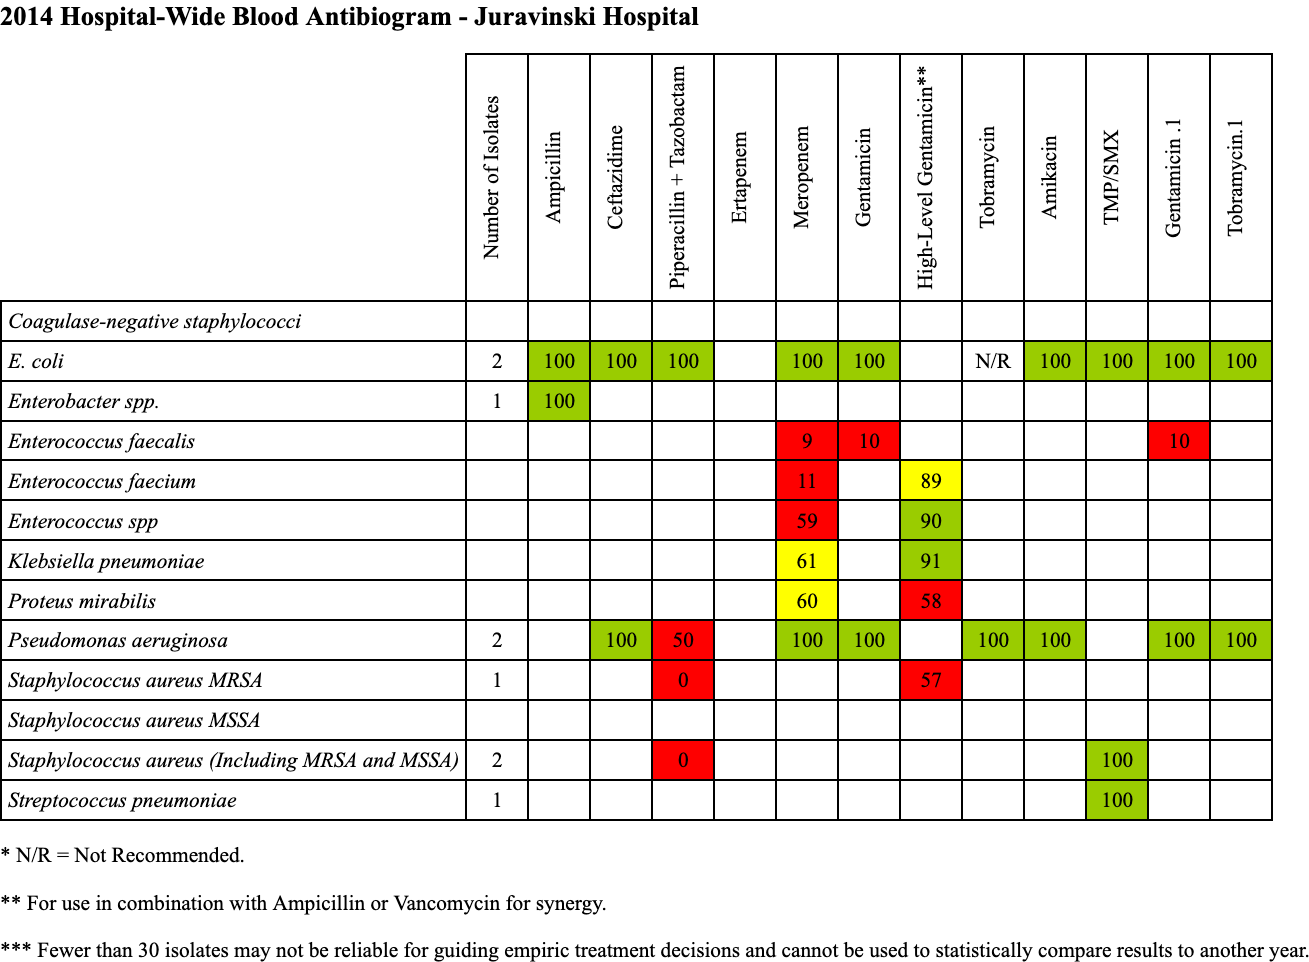 2014 Hospital-Wide Blood Antibiogram - Juravinski Hospital
Number of Isolates
Ampicillin
Ceftazidime
Piperacillin + Tazobactam
Ertapenem
Meropenem
Gentamicin
High-Level Gentamicin**
Tobramycin
Amikacin
TMP/SMX
Gentamicin .1
Tobramycin.1
Coagulase-negative staphylococci
E. coli 2 100 100 100 100 100 N/R 100 100 100 100
Enterobacter spp. 1 100
Enterococcus faecalis 9 10 10
Enterococcus faecium 11 89
Enterococcus spp 59 90
Klebsiella pneumoniae 61 91
Proteus mirabilis 60 58
Pseudomonas aeruginosa 2 100 50 100 100 100 100 100 100
Staphylococcus aureus MRSA 1 0 57
Staphylococcus aureus MSSA
Staphylococcus aureus (Including MRSA and MSSA) 2 0 100
Streptococcus pneumoniae 1 100
* N/R = Not Recommended.
** For use in combination with Ampicillin or Vancomycin for synergy.
*** Fewer than 30 isolates may not be reliable for guiding empiric treatment decisions and cannot be used to statistically compare results to another year.